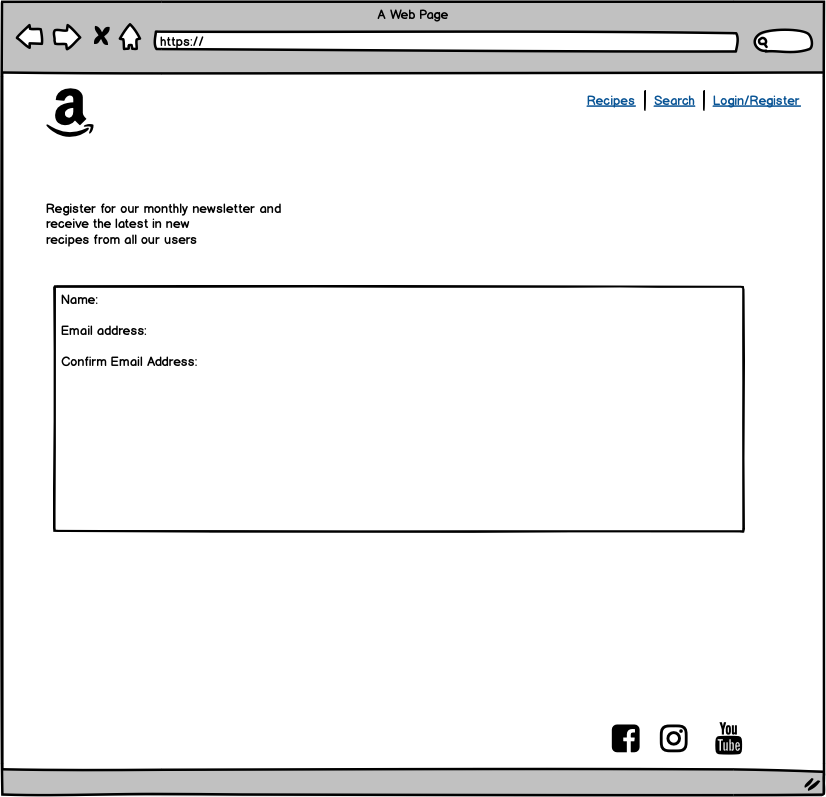 A Web Page
https://
a
Recipes Search Login/Register
Register for our monthly newsletter and
receive the latest in new
recipes from all our users
Name:
Email address:
Confirm Email Address:
You
Tube